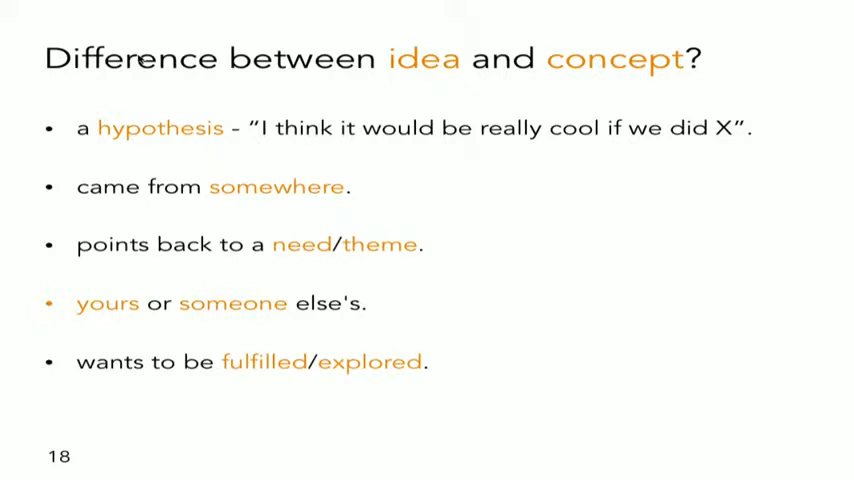 Difference between idea and concept?
• a hypothesis - “I think it would be really cool if we did X”.
• came from somewhere.
• points back to a need/theme.
• yours or someone else's.
• wants to be fulfilled/explored.
18